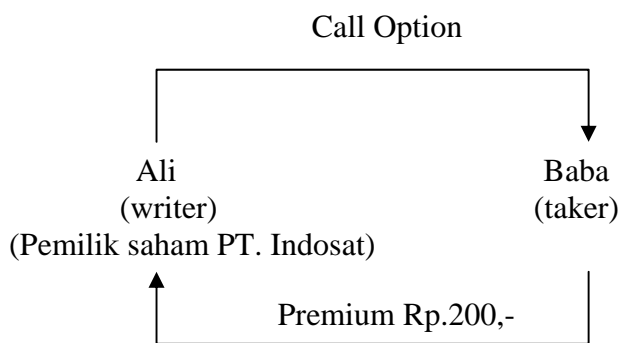 Call Option
Ali
(writer)
(Pemilik saham PT. Indosat)
Baba
(taker)
Premium Rp.200,-